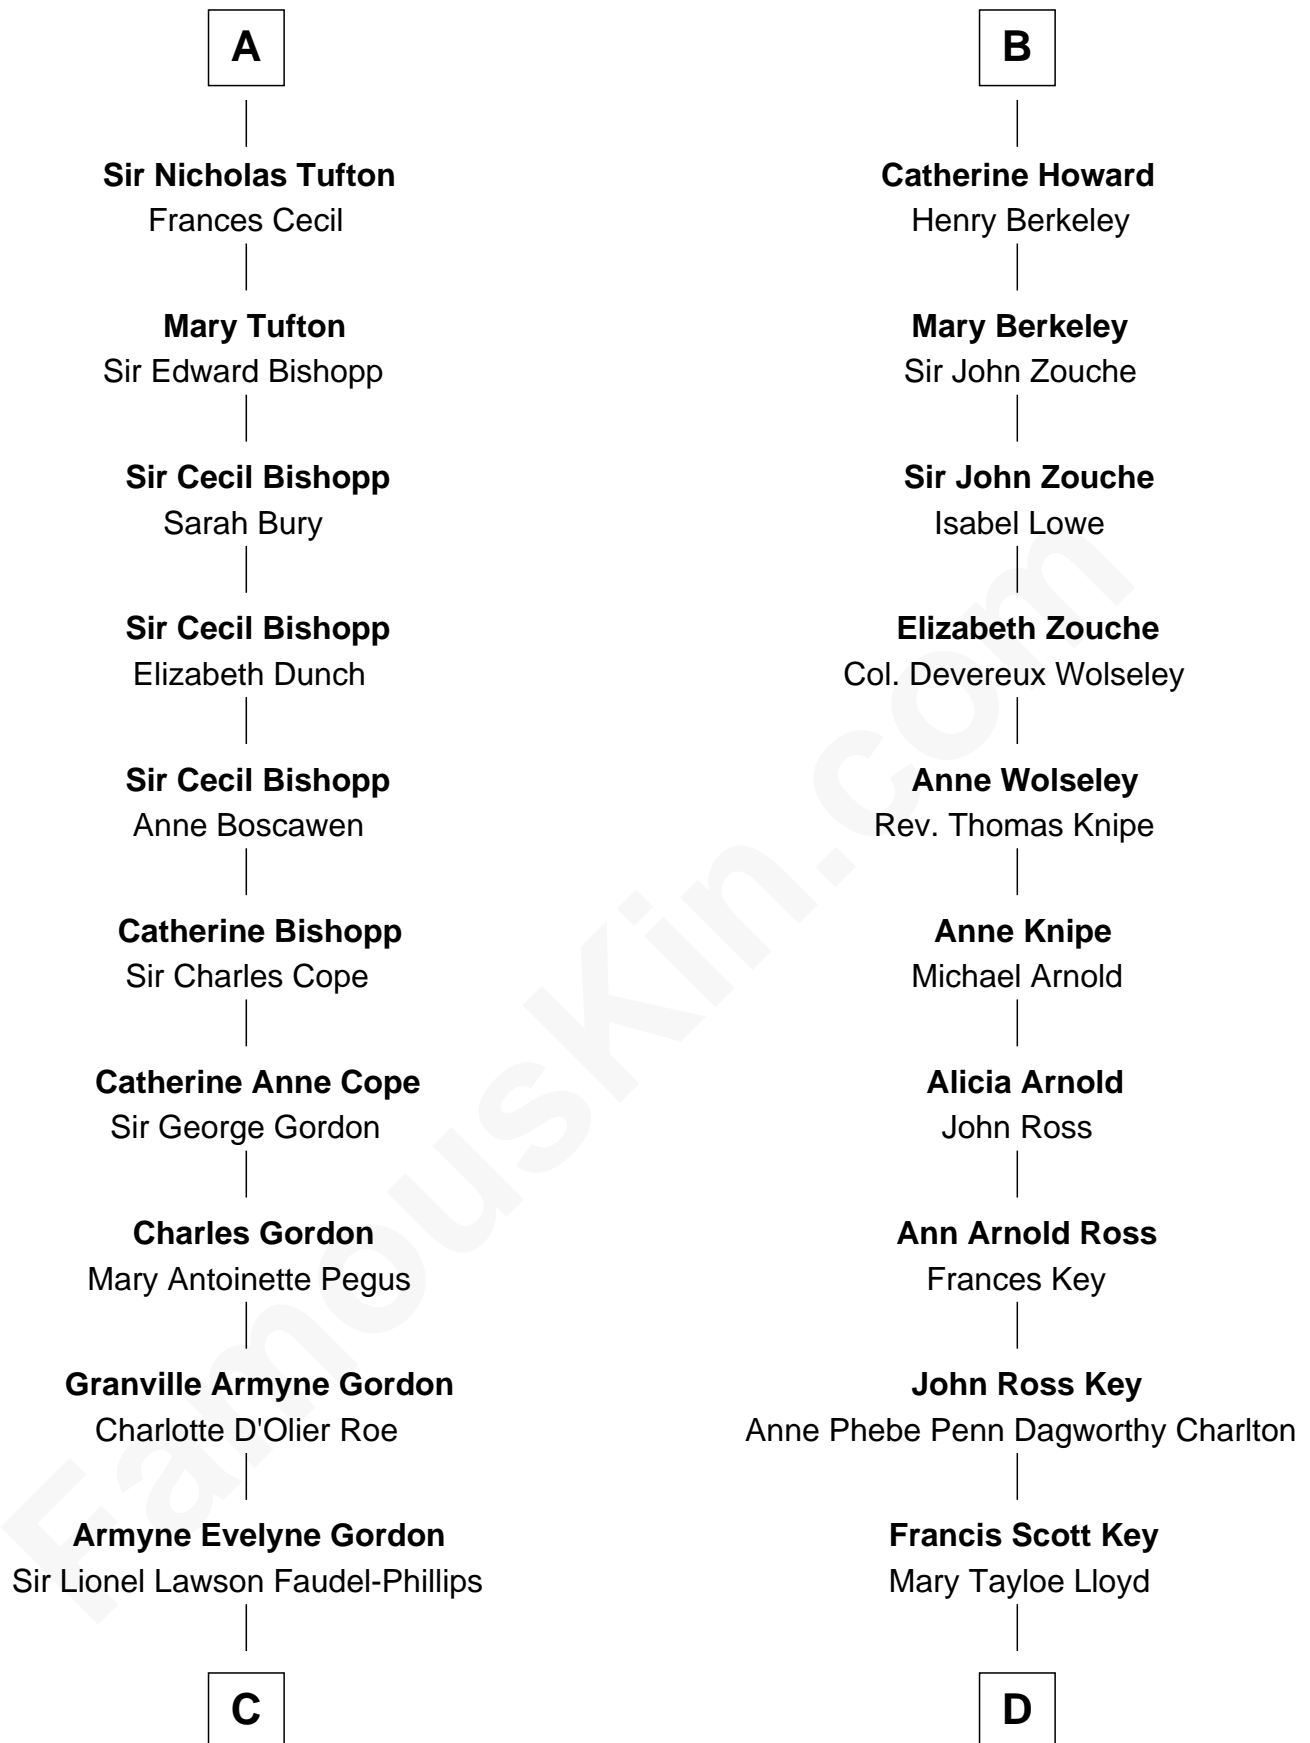 A
Sir Nicholas Tufton
Frances Cecil
Mary Tufton
Sir Edward Bishopp
Sir Cecil Bishopp
Sarah Bury
Sir Cecil Bishopp
Elizabeth Dunch
Sir Cecil Bishopp
Anne Boscawen
Catherine Bishopp
Sir Charles Cope
Catherine Anne Cope
Sir George Gordon
Charles Gordon
Mary Antoinette Pegus
Granville Armyne Gordon
Charlotte D'Olier Roe
Armyne Evelyne Gordon
Sir Lionel Lawson Faudel-Phillips
C
B
Catherine Howard
Henry Berkeley
Mary Berkeley
Sir John Zouche
Sir John Zouche
Isabel Lowe
Elizabeth Zouche
Col. Devereux Wolseley
Anne Wolseley
Rev. Thomas Knipe
Anne Knipe
Michael Arnold
Alicia Arnold
John Ross
Ann Arnold Ross
Frances Key
John Ross Key
Anne Phebe Penn Dagworthy Charlton
Francis Scott Key
Mary Tayloe Lloyd
D
FamousKin.com